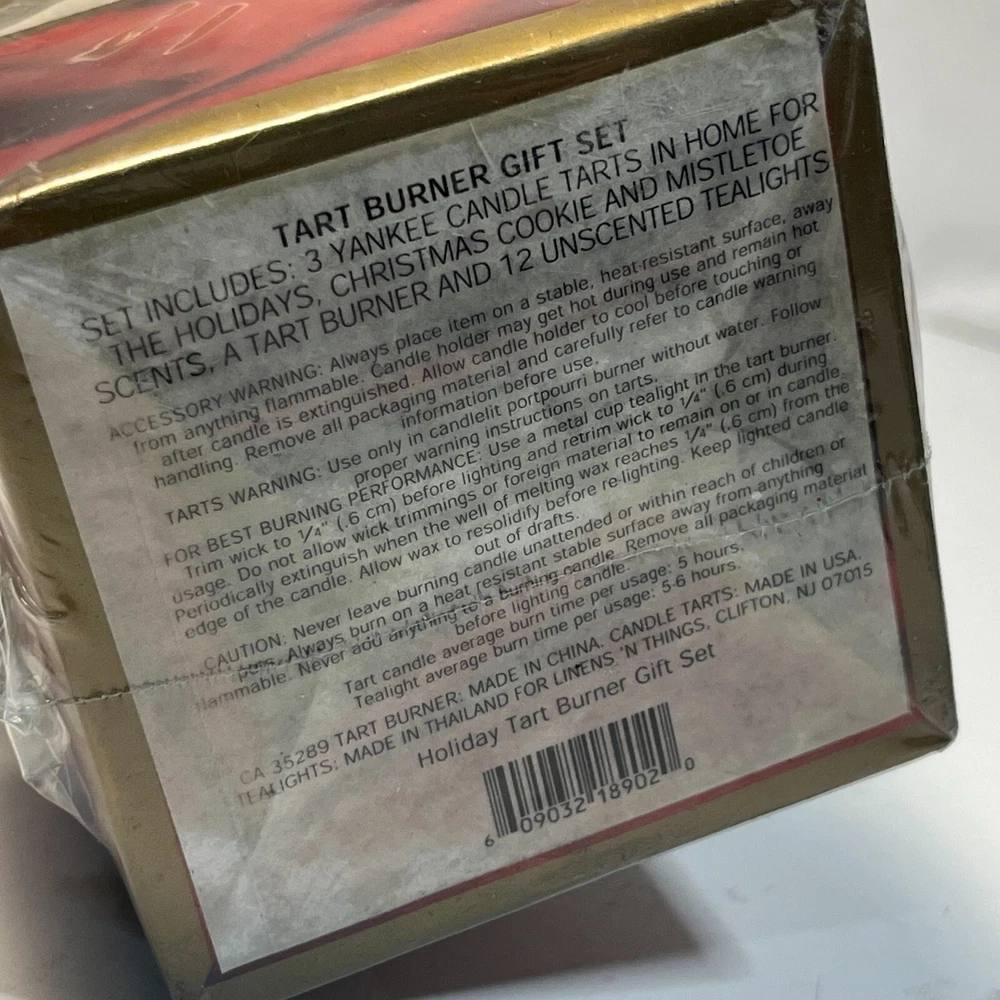 TART BURNER GIFT SET
SET INCLUDES: 3 YANKEE CANDLE TARTS IN HOME FOR
THE HOLIDAYS, CHRISTMAS COOKIE AND MISTLETOE
SCENTS, A TART BURNER AND 12 UNSCENTED TEALIGHTS
ACCESSORY WARNING: Always place item on a stable, heat-resistant surface, away
from anything flammable. Candle holder may get hot during use and remain hot
after candle is extinguished. Allow candle holder to cool before touching or
handling. Remove all packaging material and carefully refer to candle warning
information before use.
TARTS WARNING: Use only in candlelit portpourri burner without water. Follow
proper warning instructions on tarts.
FOR BEST BURNING PERFORMANCE: Use a metal cup tealight in the tart burner.
Trim wick to 1/4" (.6 cm) before lighting and retrim wick to 1/4" (.6 cm) during
usage. Do not allow wick trimmings or foreign material to remain on or in candle.
Periodically extinguish when the well of melting wax reaches 1/4" (.6 cm) from the
edge of the candle. Allow wax to resolidify before re-lighting. Keep lighted candle
out of drafts.
CAUTION: Never leave burning candle unattended or within reach of children or
pets. Always burn on a heat resistant stable surface away from anything
flammable. Never add anything to a burning candle. Remove all packaging material
before lighting candle.
Tart candle average burn time per usage: 5 hours.
Tealight average burn time per usage: 5-6 hours.
CA 35289 TART BURNER: MADE IN CHINA. CANDLE TARTS: MADE IN USA.
TEALIGHTS: MADE IN THAILAND FOR LINENS 'N THINGS, CLIFTON, NJ 07015
Holiday Tart Burner Gift Set
6 09032 18902 0